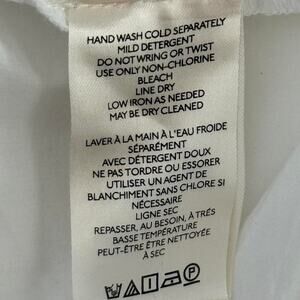 HAND WASH COLD SEPARATELY
MILD DETERGENT
DO NOT WRING OR TWIST
USE ONLY NON-CHLORINE
BLEACH
LINE DRY
LOW IRON AS NEEDED
MAY BE DRY CLEANED
LAVER À LA MAIN À L'EAU FROIDE
SÉPARÉMENT
AVEC DÉTERGENT DOUX
NE PAS TORDRE OU ESSORER
UTILISER UN AGENT DE
BLANCHIMENT SANS CHLORE SI
NÉCESSAIRE
LIGNE SEC
REPASSER, AU BESOIN, À TRÉS
BASSE TEMPÉRATURE
PEUT-ÊTRE ÊTRE NETTOYÉE
À SEC
P